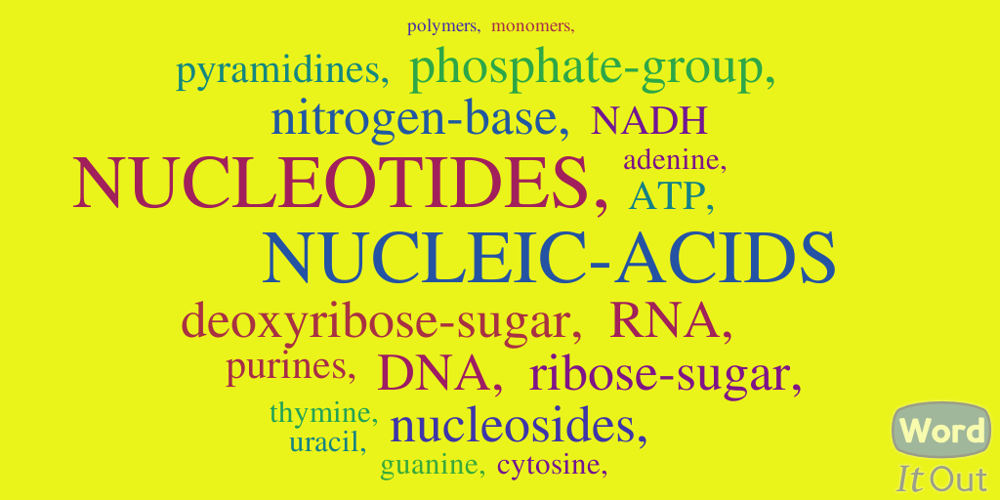 polymers, monomers,
pyramidines, phosphate-group,
nitrogen-base, NADH
NUCLEOTIDES, adenine,
ATP,
NUCLEIC-ACIDS
deoxyribose-sugar, RNA,
purines, DNA, ribose-sugar,
thymine, nucleosides,
uracil,
guanine, cytosine,
Word
It Out